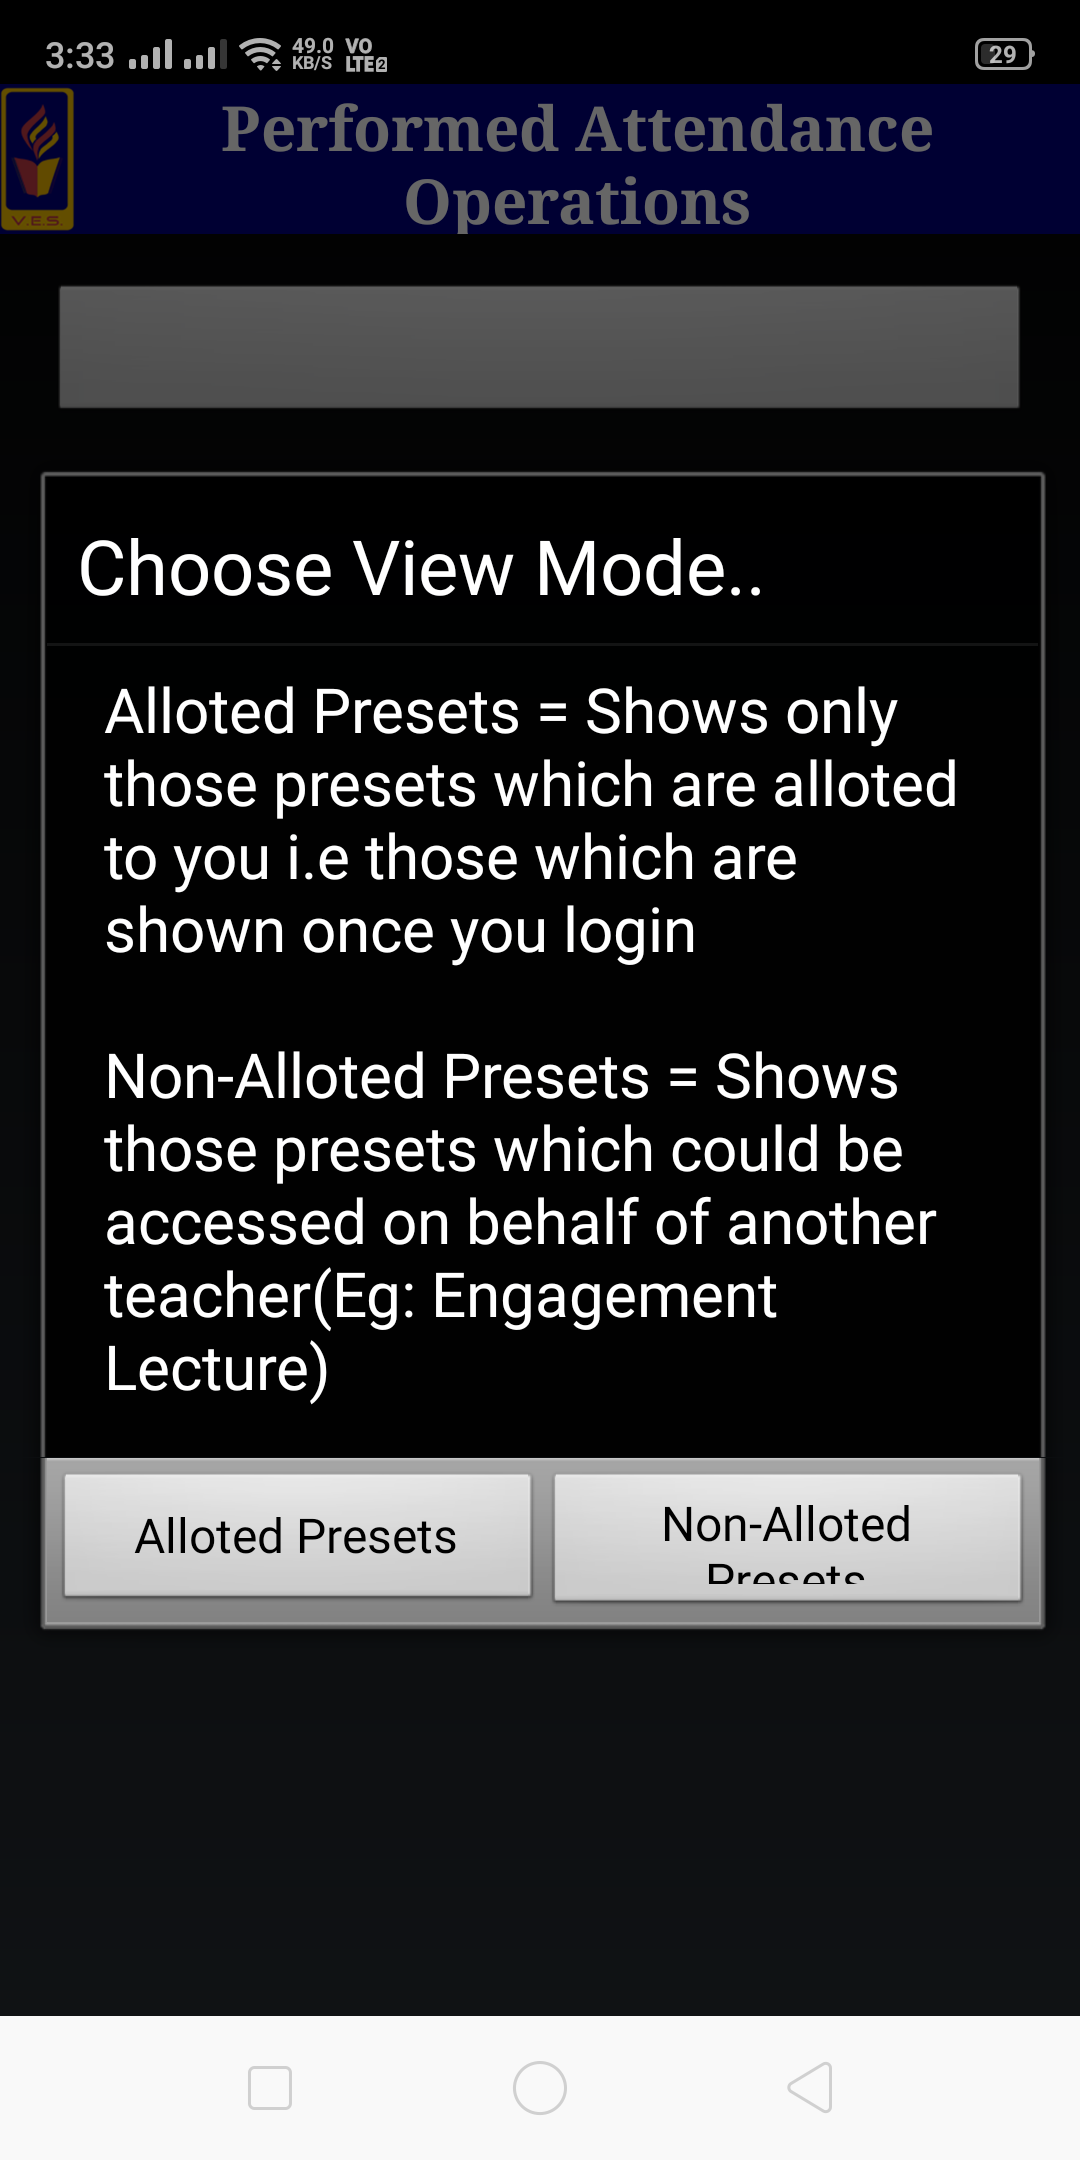 3:33 49.0 KB/S VO LTE2 29
V.E.S.
Performed Attendance
Operations
Choose View Mode..
Alloted Presets = Shows only
those presets which are alloted
to you i.e those which are
shown once you login
Non-Alloted Presets = Shows
those presets which could be
accessed on behalf of another
teacher(Eg: Engagement
Lecture)
Alloted Presets
Non-Alloted
Presets